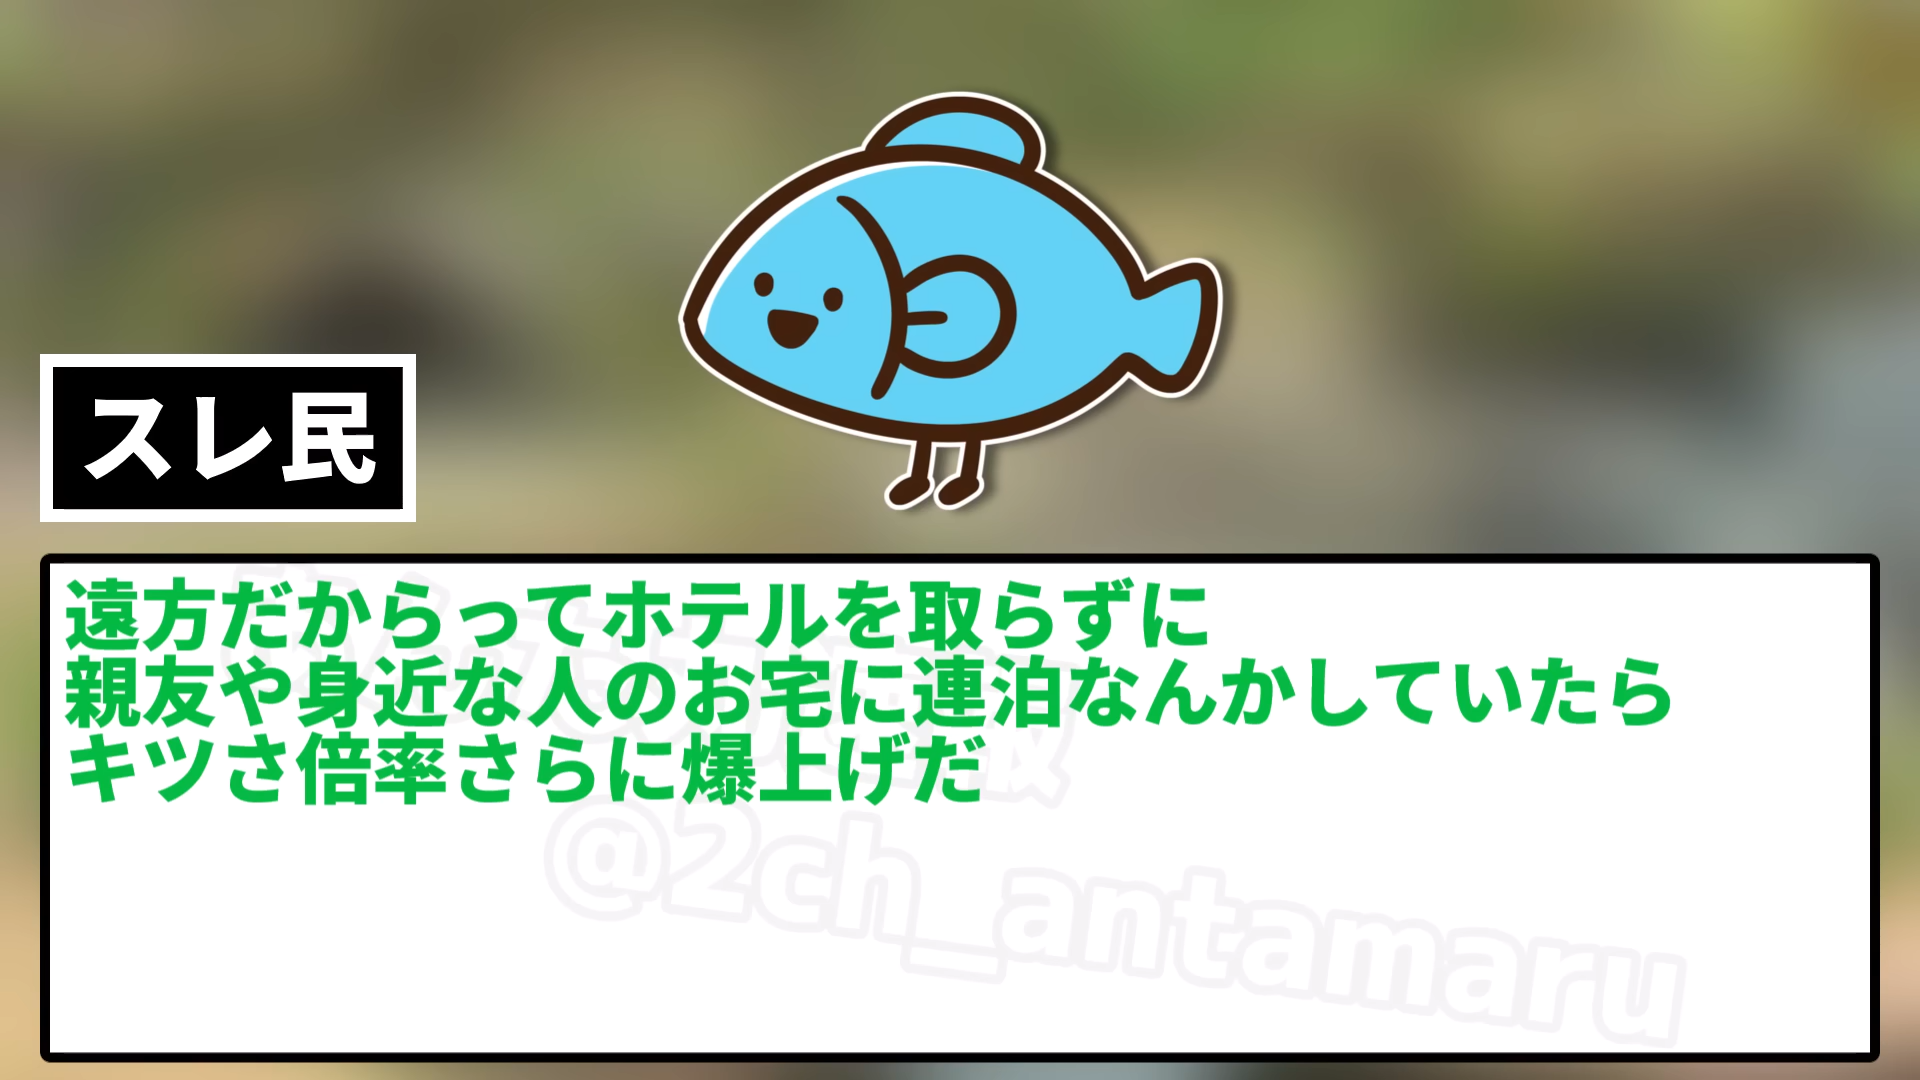 スレ民
遠方だからってホテルを取らずに
親友や身近な人のお宅に連泊なんかしていたら
キツさ倍率さらに爆上げだ
@2ch_antamaru